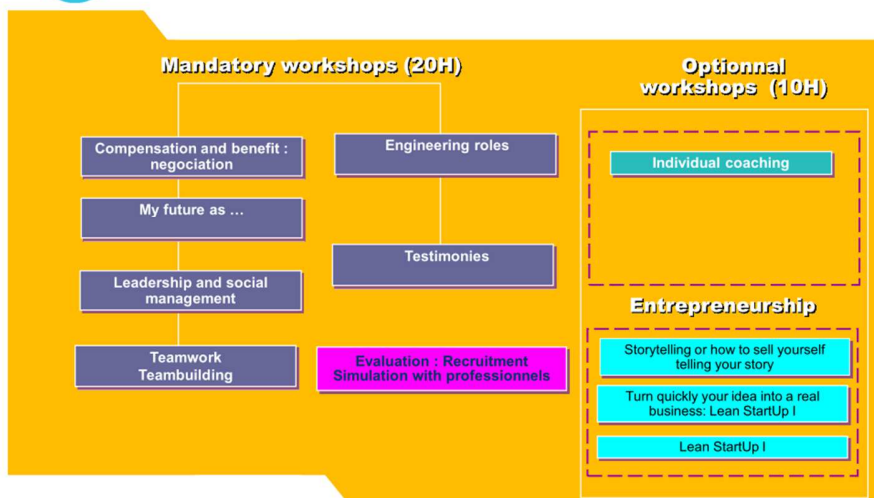 Mandatory workshops (20H)
Compensation and benefit :
negociation
My future as ...
Leadership and social
management
Teamwork
Teambuilding
Engineering roles
Testimonies
Evaluation : Recruitment
Simulation with professionnels
Optionnal
workshops (10H)
Individual coaching
Entrepreneurship
Storytelling or how to sell yourself
telling your story
Turn quickly your idea into a real
business: Lean StartUp I
Lean StartUp I